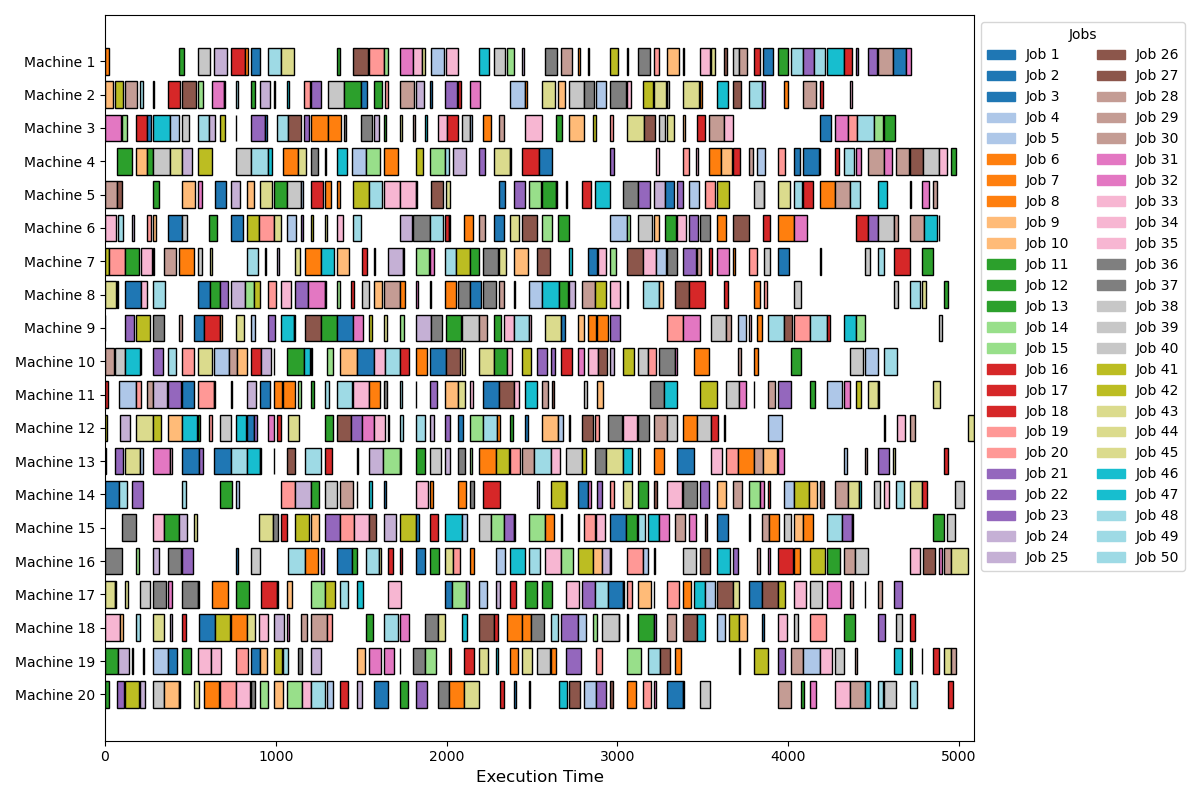 Machine 1
Machine 2
Machine 3
Machine 4
Machine 5
Machine 6
Machine 7
Machine 8
Machine 9
Machine 10
Machine 11
Machine 12
Machine 13
Machine 14
Machine 15
Machine 16
Machine 17
Machine 18
Machine 19
Machine 20
0 1000 2000 3000 4000 5000
Execution Time
Jobs
Job 1
Job 2
Job 3
Job 4
Job 5
Job 6
Job 7
Job 8
Job 9
Job 10
Job 11
Job 12
Job 13
Job 14
Job 15
Job 16
Job 17
Job 18
Job 19
Job 20
Job 21
Job 22
Job 23
Job 24
Job 25
Job 26
Job 27
Job 28
Job 29
Job 30
Job 31
Job 32
Job 33
Job 34
Job 35
Job 36
Job 37
Job 38
Job 39
Job 40
Job 41
Job 42
Job 43
Job 44
Job 45
Job 46
Job 47
Job 48
Job 49
Job 50